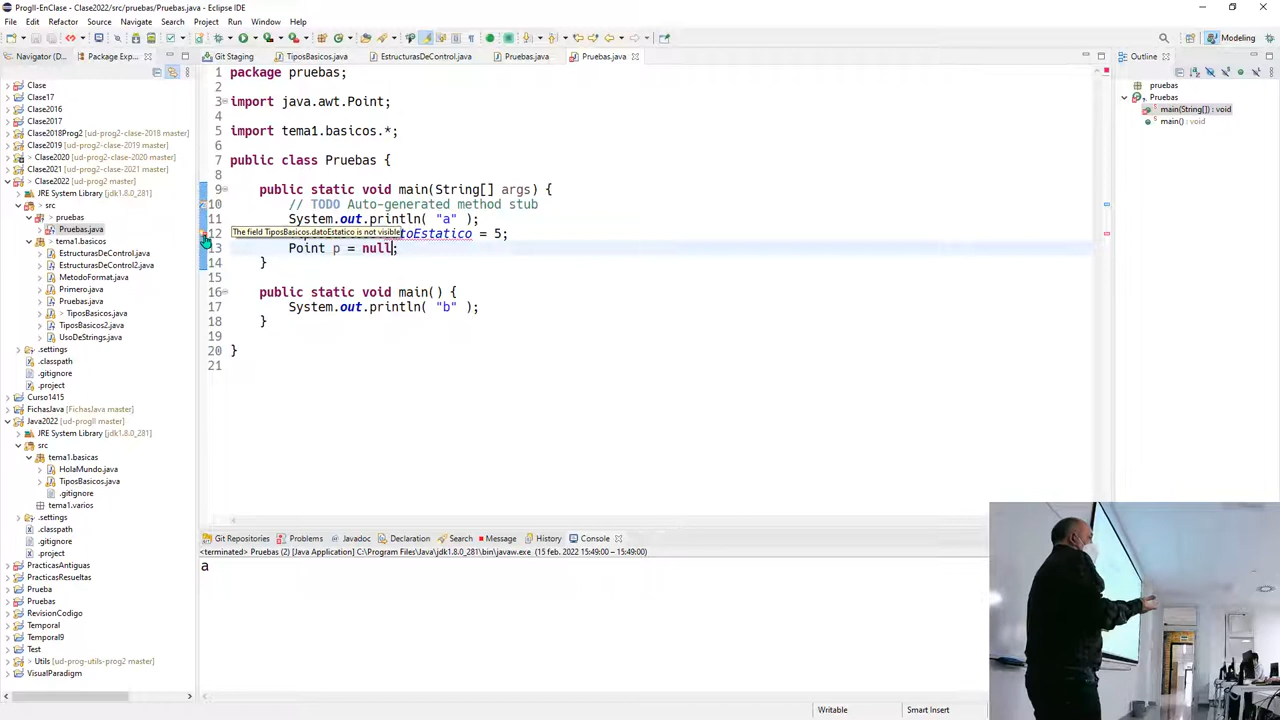 ProgII-EnClase - Clase2022/src/pruebas/Pruebas.java - Eclipse IDE
File Edit Refactor Source Navigate Search Project Run Window Help
Modeling
Navigator (D...
Package Exp...
Clase
Clase17
Clase2016
Clase2017
Clase2018Prog2 [ud-prog2-clase-2018 master]
Clase2019 [ud-prog2-clase-2019 master]
> Clase2020 [ud-prog2-clase-2020 master]
Clase2021 [ud-prog2-clase-2021 master]
> Clase2022 [ud-prog2 master]
JRE System Library [jdk1.8.0_281]
> src
> pruebas
> Pruebas.java
> tema1.basicos
EstructurasDeControl.java
EstructurasDeControl2.java
MetodoFormat.java
Primero.java
Pruebas.java
> TiposBasicos.java
TiposBasicos2.java
UsoDeStrings.java
.settings
.classpath
.gitignore
.project
Curso1415
FichasJava [FichasJava master]
Java2022 [ud-progII master]
JRE System Library [jdk1.8.0_281]
src
tema1.basicas
HolaMundo.java
TiposBasicos.java
.gitignore
tema1.varios
.settings
.classpath
.gitignore
.project
PracticasAntiguas
PracticasResueltas
Prueba
Pruebas
RevisionCodigo
Temporal
Temporal9
Test
> Utils [ud-prog-utils-prog2 master]
VisualParadigm
Git Staging
TiposBasicos.java
EstructurasDeControl.java
Pruebas.java
Pruebas.java
1 package pruebas;
2
3 import java.awt.Point;
4
5 import tema1.basicos.*;
6
7 public class Pruebas {
8
9 public static void main(String[] args) {
10 // TODO Auto-generated method stub
11 System.out.println( "a" );
The field TiposBasicos.datoEstatico is not visible
12 toEstatico = 5;
13 Point p = null;
14 }
15
16 public static void main() {
17 System.out.println( "b" );
18 }
19
20 }
21
Outline
pruebas
Pruebas
main(String[]) : void
main() : void
Git Repositories
Problems
Javadoc
Declaration
Search
Message
History
Console
<terminated> Pruebas (2) [Java Application] C:\Program Files\Java\jdk1.8.0_281\bin\javaw.exe (15 feb. 2022 15:49:00 – 15:49:00)
a
Writable
Smart Insert